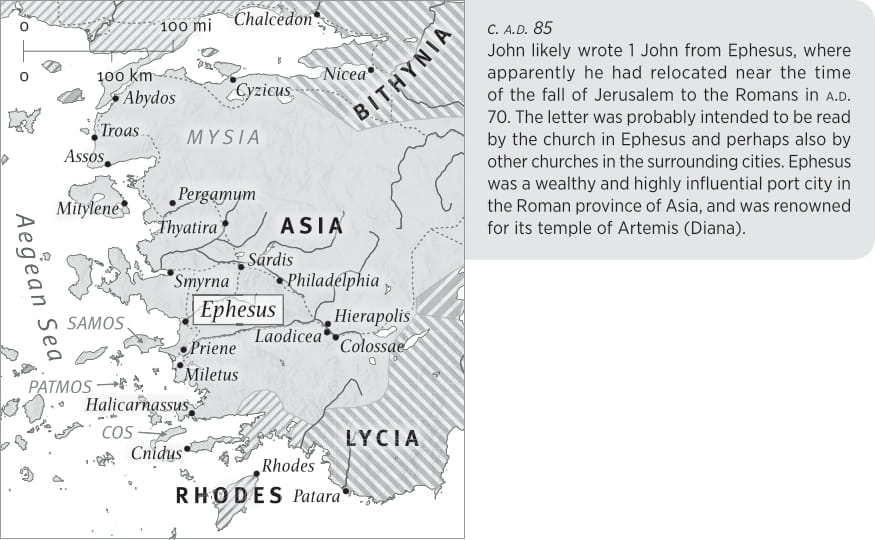 Chalcedon
0 100 mi
0 100 km
Nicea
BITHYNIA
Cyzicus
Abydos
Troas
MYSIA
Assos
Pergamum
Mitylene
Thyatira
ASIA
Aegean Sea
Sardis
Smyrna
Philadelphia
Ephesus
Hierapolis
SAMOS
Laodicea
Colossae
Priene
Miletus
PATMOS
Halicarnassus
COS
LYCIA
Cnidus
Rhodes
RHODES
Patara
C. A.D. 85
John likely wrote 1 John from Ephesus, where
apparently he had relocated near the time
of the fall of Jerusalem to the Romans in A.D.
70. The letter was probably intended to be read
by the church in Ephesus and perhaps also by
other churches in the surrounding cities. Ephesus
was a wealthy and highly influential port city in
the Roman province of Asia, and was renowned
for its temple of Artemis (Diana).